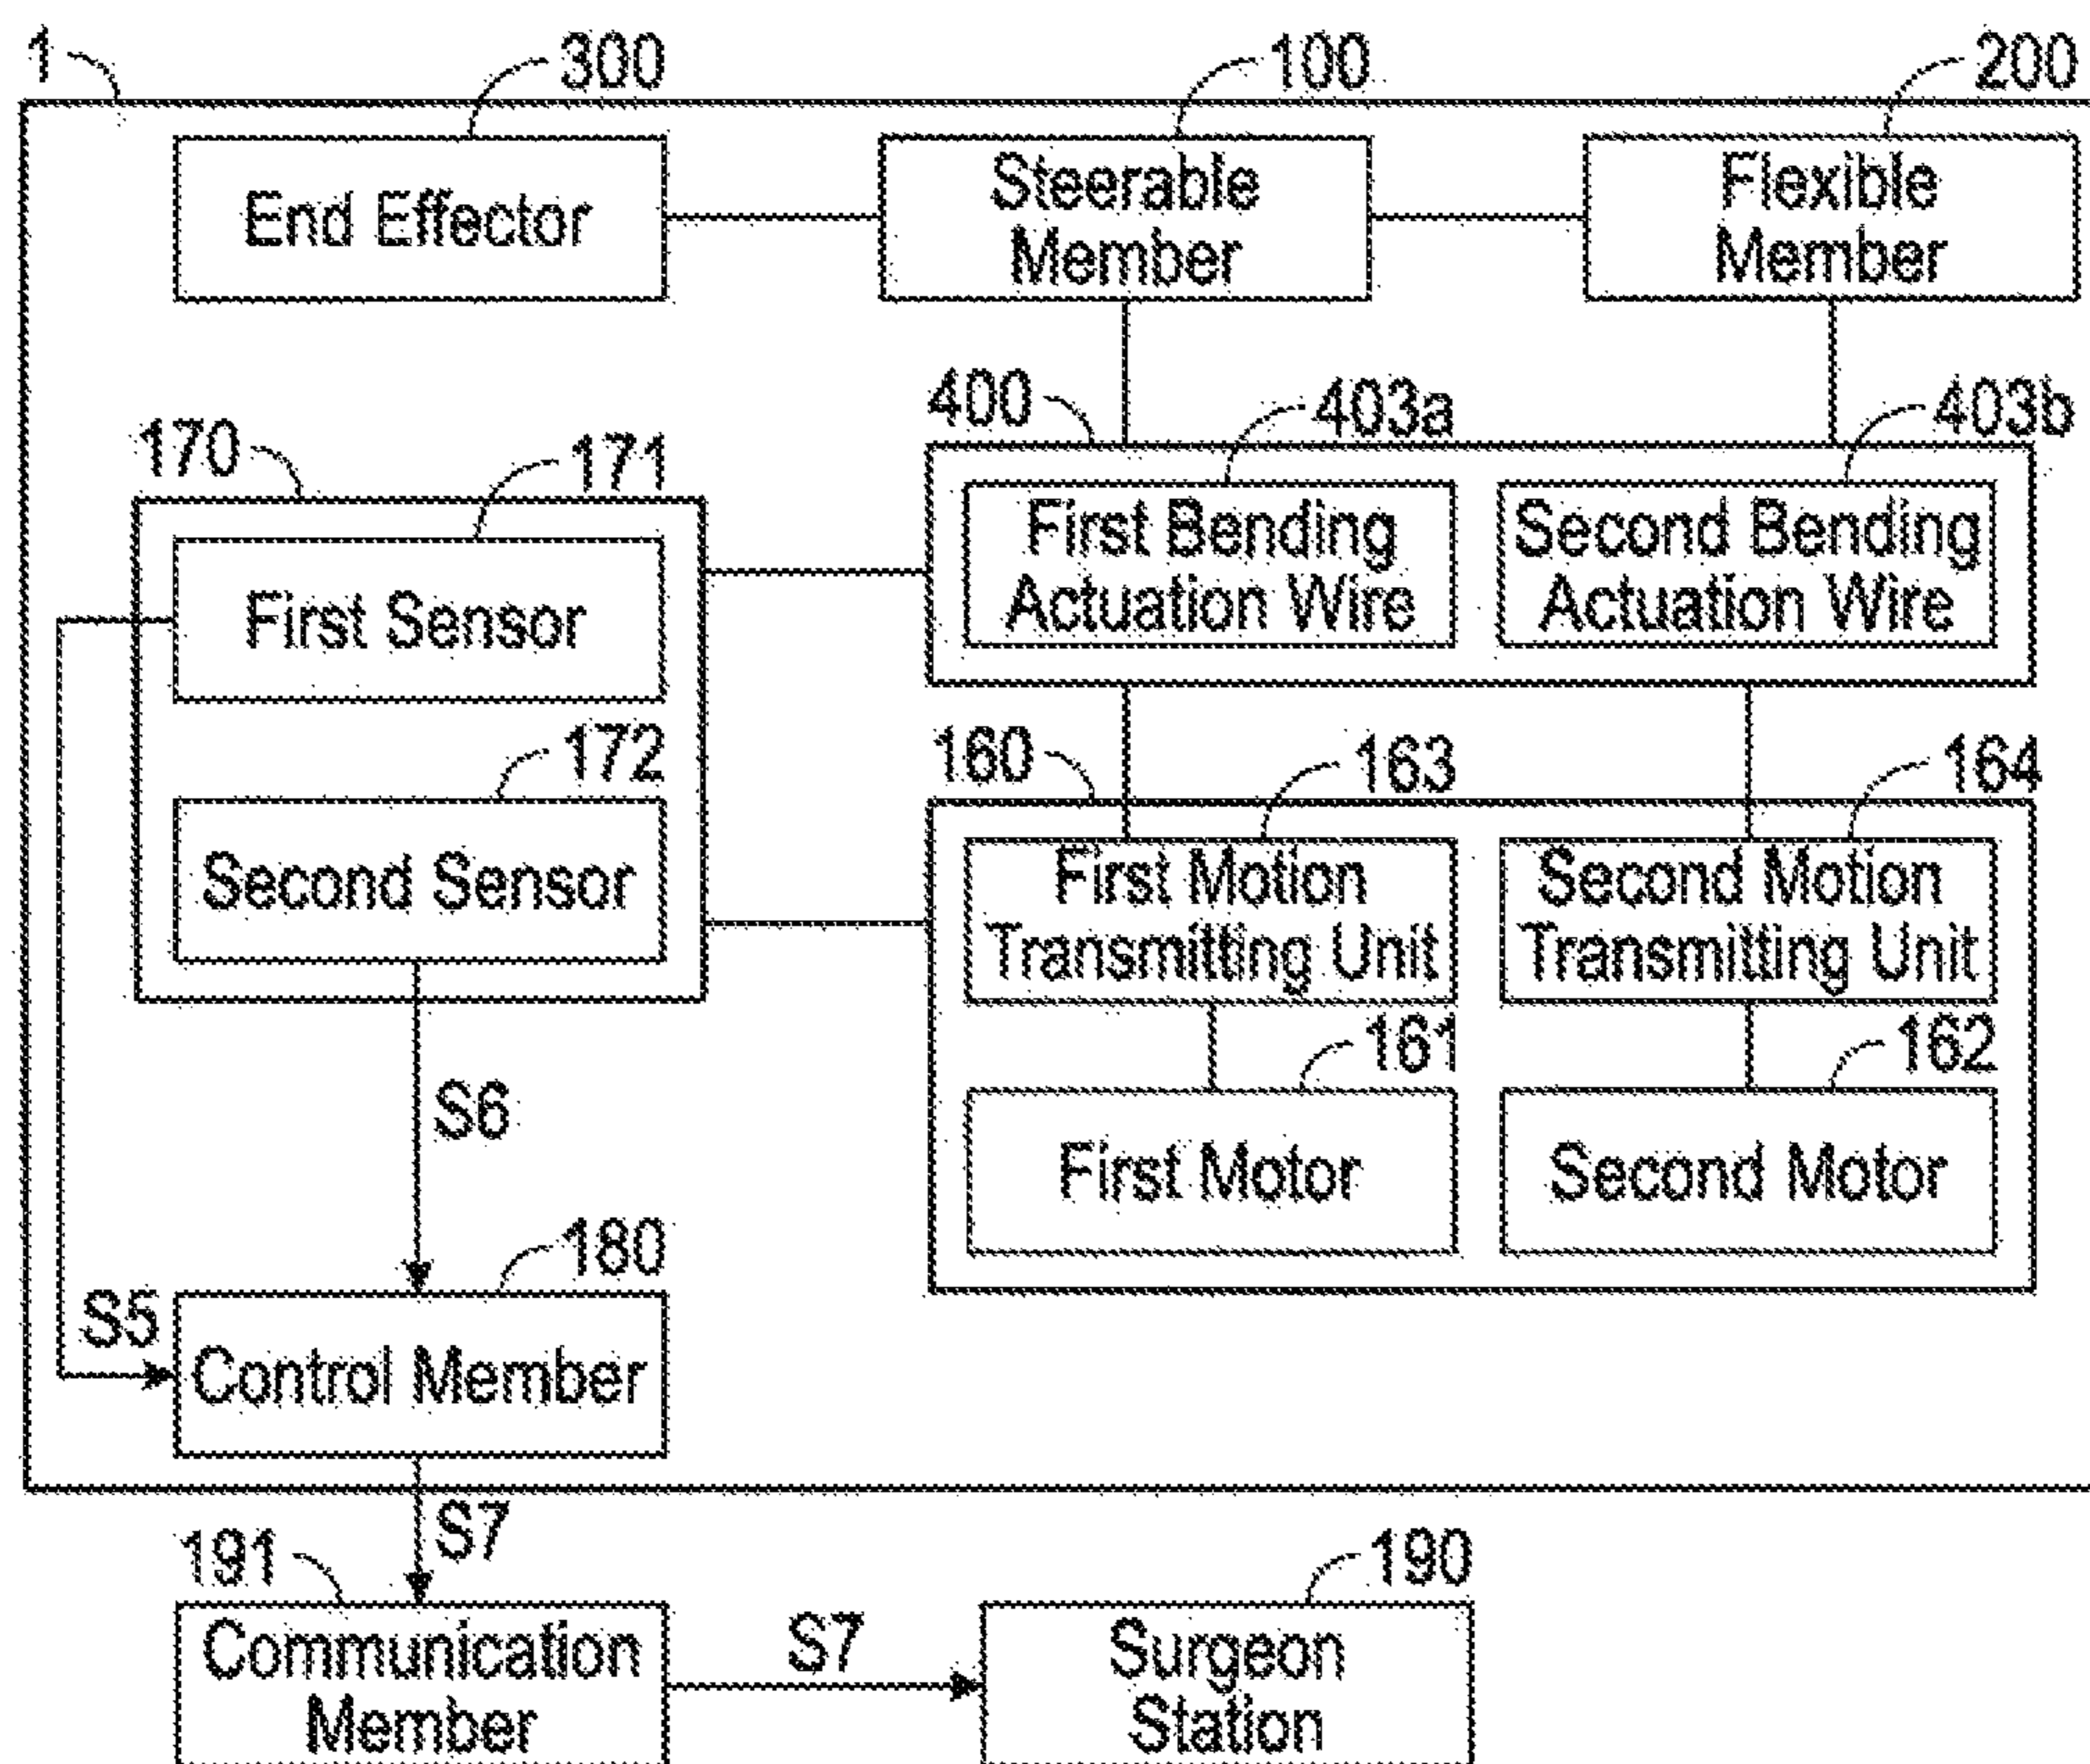 1
300
100
200
End Effector
Steerable
Member
Flexible
Member
400
403a
403b
170
171
First Sensor
First Bending
Actuation Wire
Second Bending
Actuation Wire
172
Second Sensor
160
163
164
First Motion
Transmitting Unit
Second Motion
Transmitting Unit
161
162
First Motor
Second Motor
S6
180
S5
Control Member
S7
191
190
Communication
Member
S7
Surgeon
Station